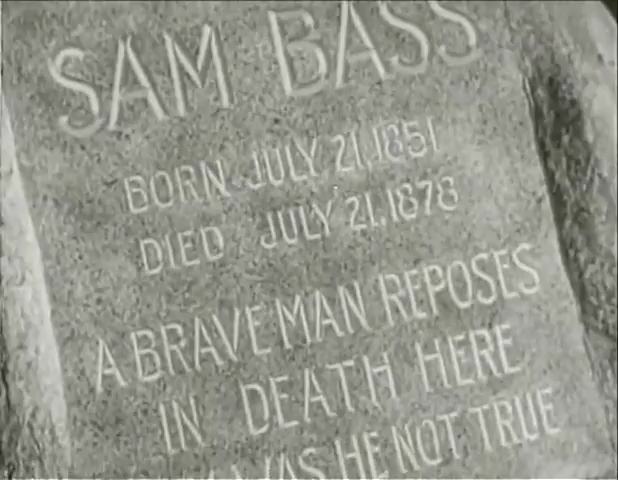 SAM BASS
BORN JULY 21, 1851
DIED JULY 21, 1878
A BRAVE MAN REPOSES
IN DEATH HERE
WAS HE NOT TRUE